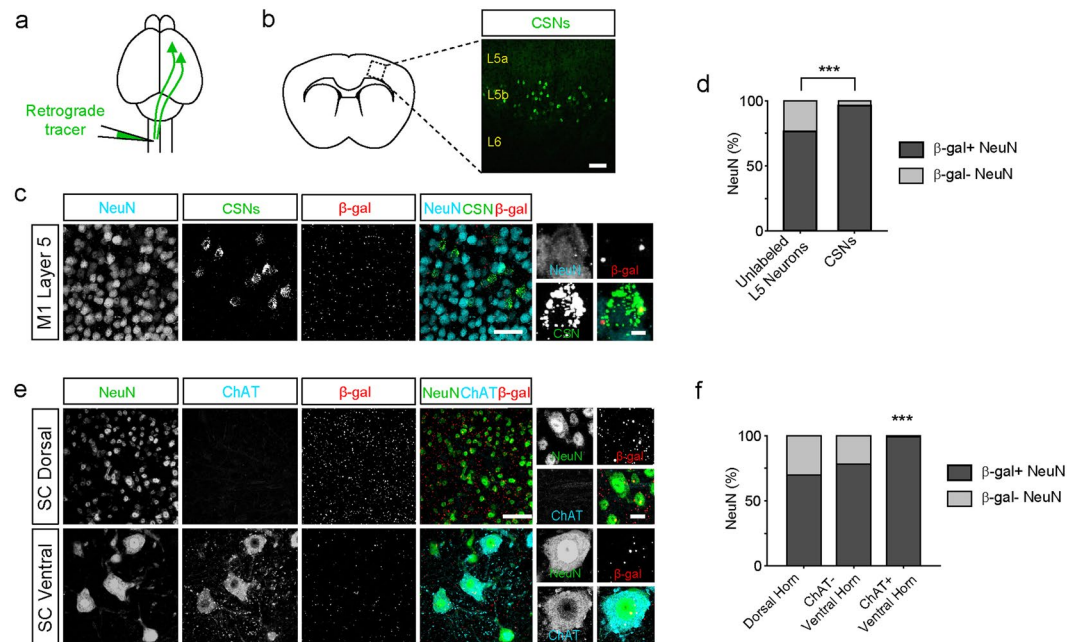 a
Retrograde
tracer
b
CSNs
L5a
L5b
L6
c
NeuN
CSNs
β-gal
NeuN CSN β-gal
M1 Layer 5
NeuN
β-gal
CSN
d
***
NeuN (%)
100
50
0
Unlabeled
L5 Neurons
CSNs
β-gal+ NeuN
β-gal- NeuN
e
NeuN
ChAT
β-gal
NeuNChATβ-gal
SC Dorsal
NeuN
β-gal
ChAT
SC Ventral
NeuN
β-gal
ChAT
f
***
NeuN (%)
100
50
0
Dorsal Horn
ChAT-
Ventral Horn
ChAT+
Ventral Horn
β-gal+ NeuN
β-gal- NeuN